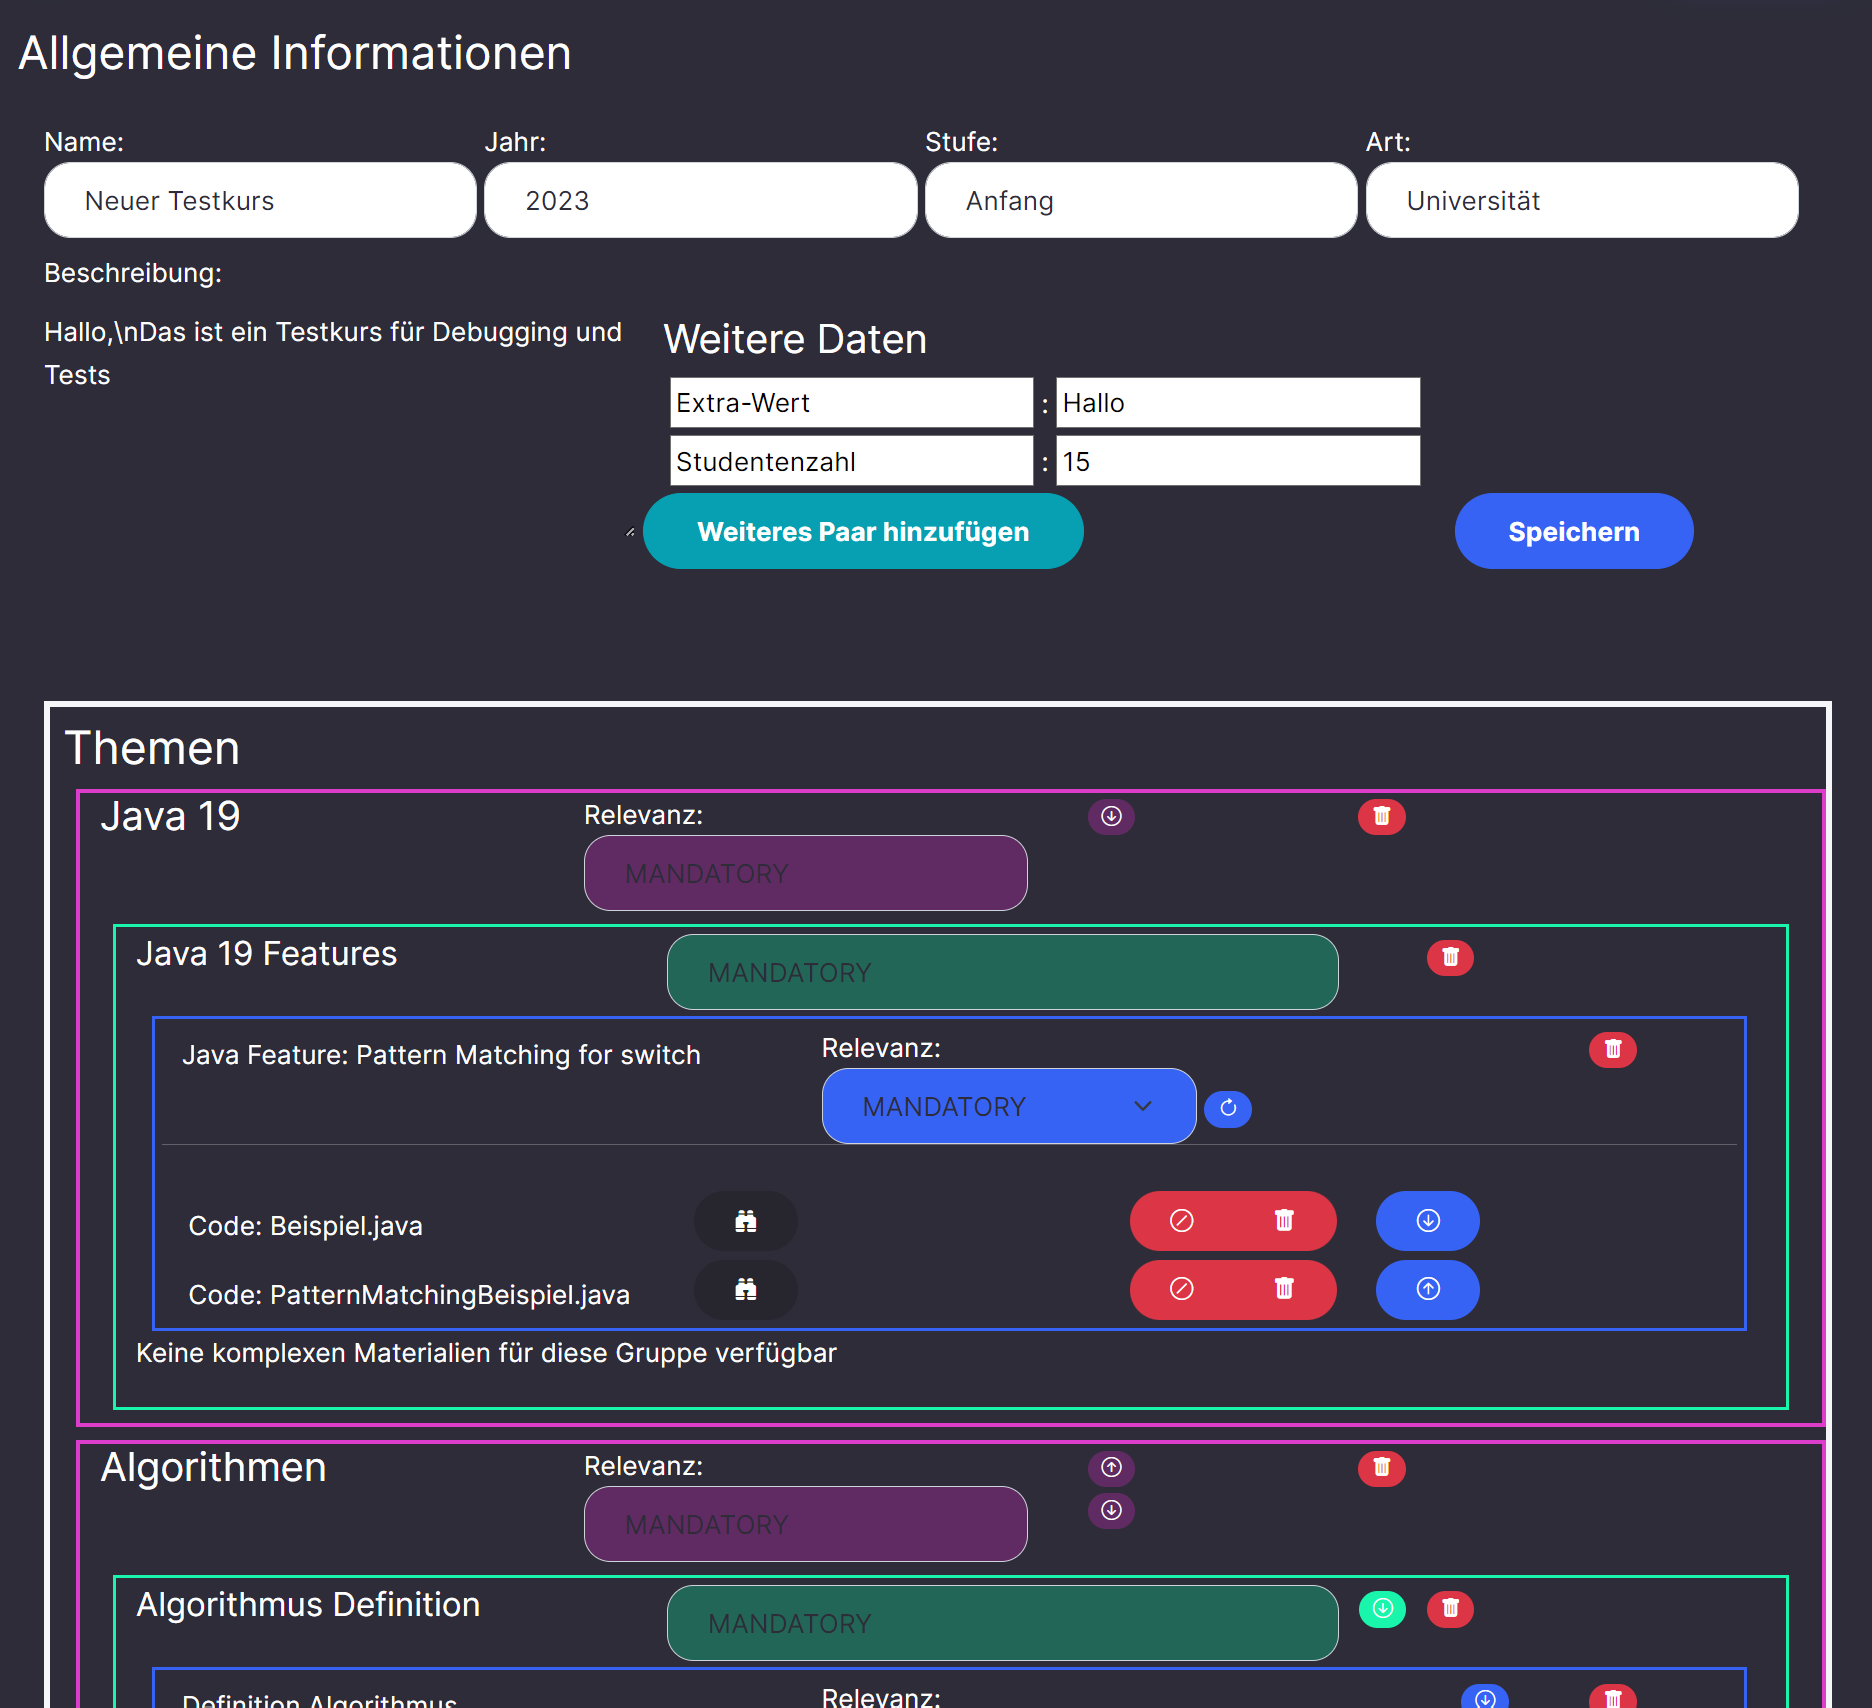 Allgemeine Informationen
Name:
Jahr:
Stufe:
Art:
Neuer Testkurs
2023
Anfang
Universität
Beschreibung:
Hallo,\nDas ist ein Testkurs für Debugging und
Tests
Weitere Daten
Extra-Wert : Hallo
Studentenzahl : 15
Weiteres Paar hinzufügen
Speichern
Themen
Java 19
Relevanz:
MANDATORY
Java 19 Features
MANDATORY
Java Feature: Pattern Matching for switch
Relevanz:
MANDATORY
Code: Beispiel.java
Code: PatternMatchingBeispiel.java
Keine komplexen Materialien für diese Gruppe verfügbar
Algorithmen
Relevanz:
MANDATORY
Algorithmus Definition
MANDATORY
Definition Algorithmus
Relevanz: